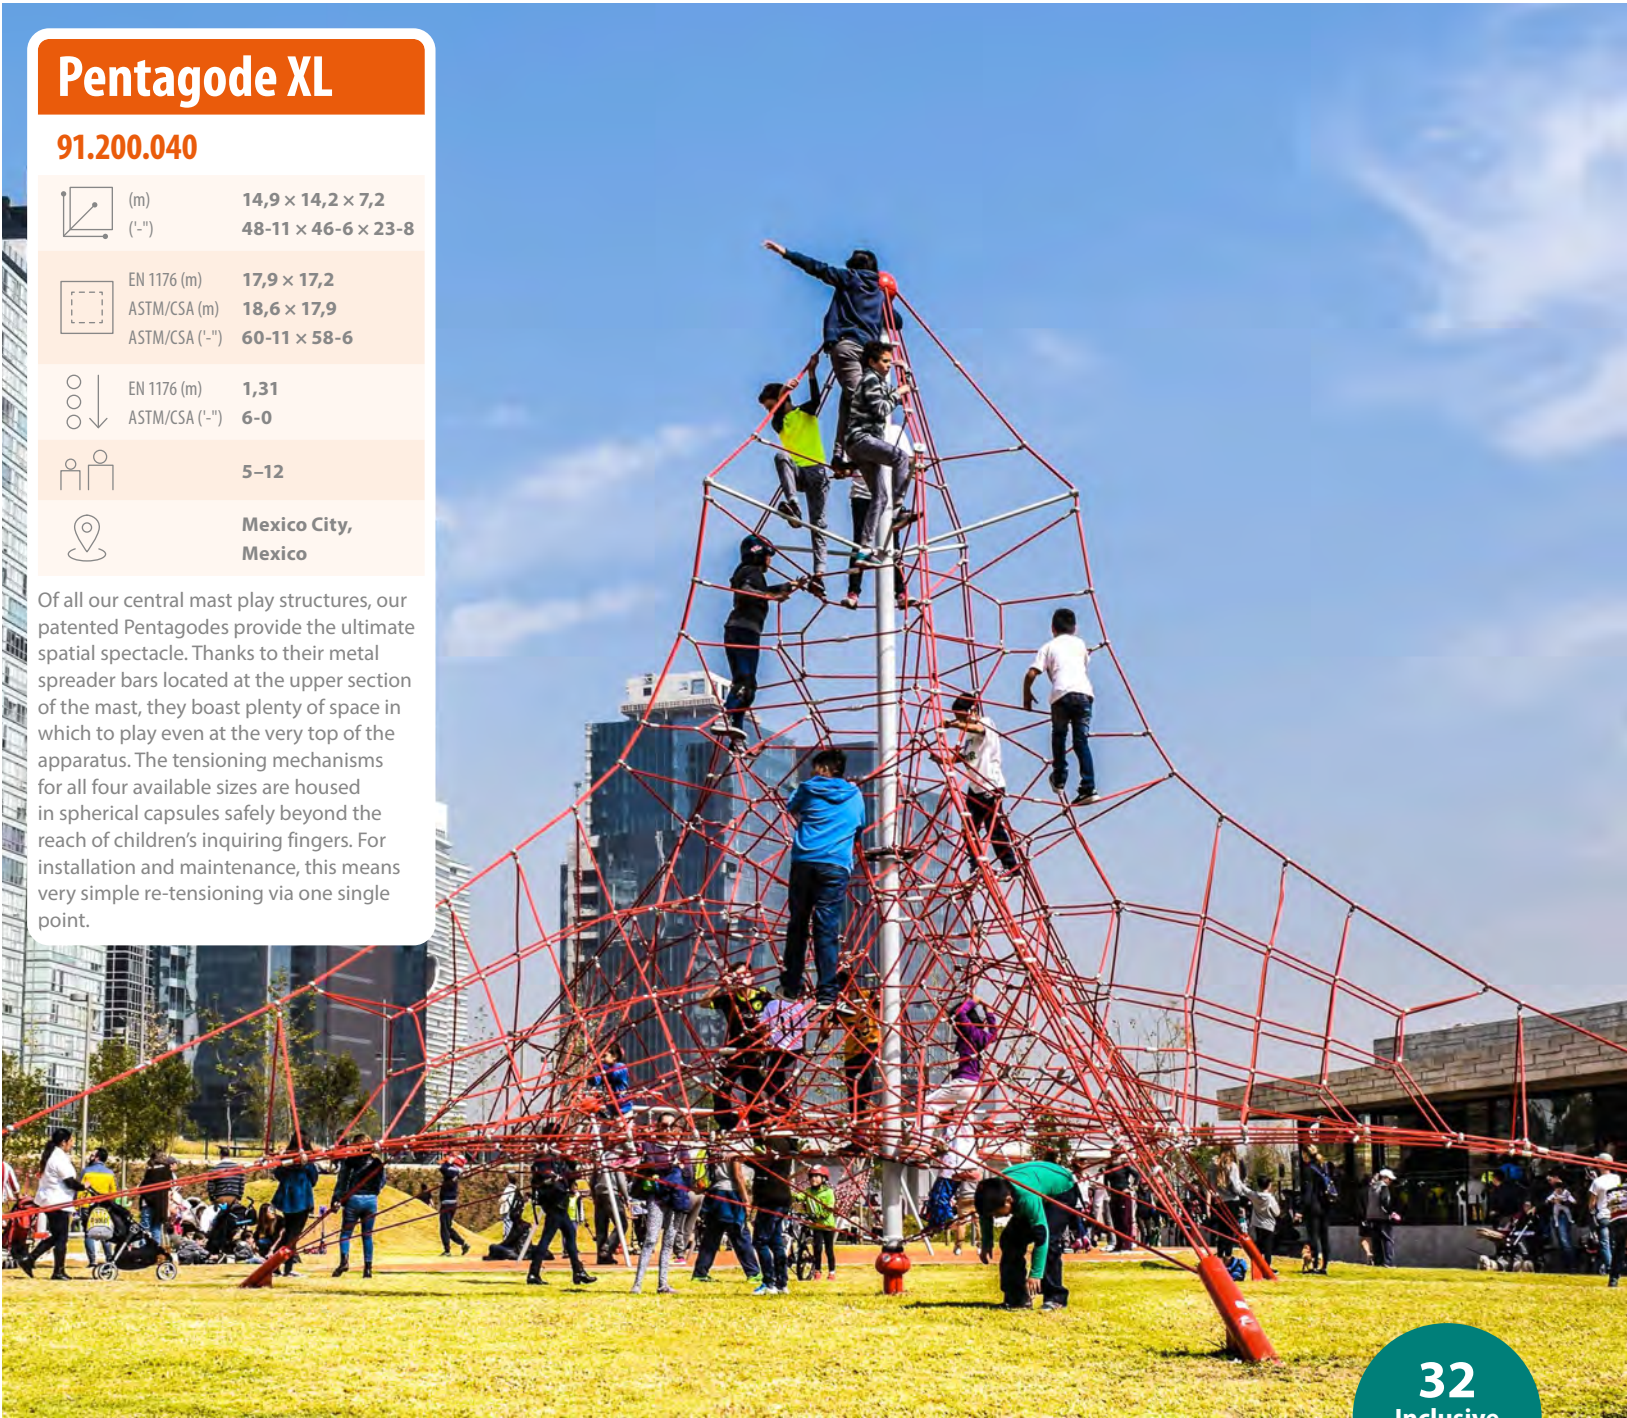 Pentagode XL
91.200.040
(m) 14,9 × 14,2 × 7,2
('-") 48-11 × 46-6 × 23-8
EN 1176 (m) 17,9 × 17,2
ASTM/CSA (m) 18,6 × 17,9
ASTM/CSA ('-") 60-11 × 58-6
EN 1176 (m) 1,31
ASTM/CSA ('-") 6-0
5–12
Mexico City,
Mexico
Of all our central mast play structures, our
patented Pentagodes provide the ultimate
spatial spectacle. Thanks to their metal
spreader bars located at the upper section
of the mast, they boast plenty of space in
which to play even at the very top of the
apparatus. The tensioning mechanisms
for all four available sizes are housed
in spherical capsules safely beyond the
reach of children’s inquiring fingers. For
installation and maintenance, this means
very simple re-tensioning via one single
point.
32
Inclusive